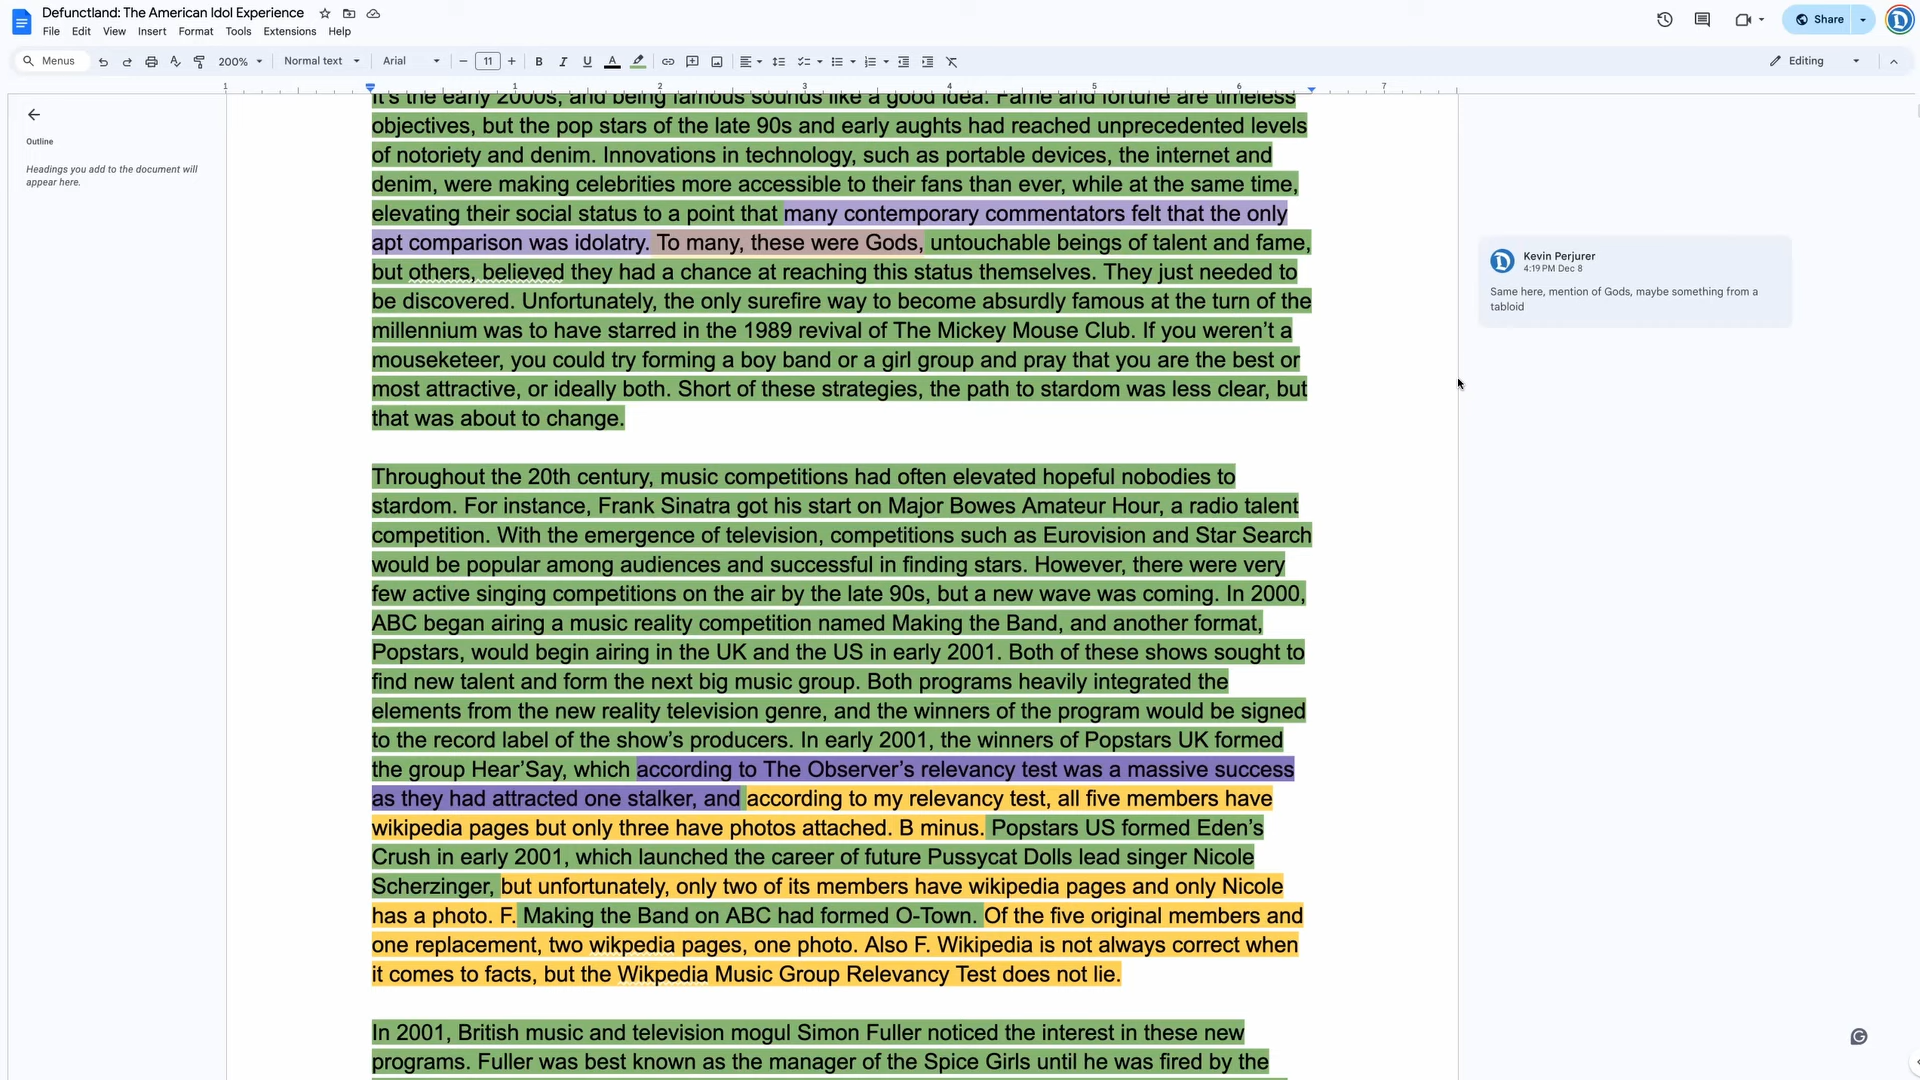 Defunctland: The American Idol Experience
File Edit View Insert Format Tools Extensions Help
Share
Menus
200%
Normal text
Arial
11
Editing
1 1 2 3 4 5 6 7
Outline
Headings you add to the document will
appear here.
It's the early 2000s, and being famous sounds like a good idea. Fame and fortune are timeless
objectives, but the pop stars of the late 90s and early aughts had reached unprecedented levels
of notoriety and denim. Innovations in technology, such as portable devices, the internet and
denim, were making celebrities more accessible to their fans than ever, while at the same time,
elevating their social status to a point that many contemporary commentators felt that the only
apt comparison was idolatry. To many, these were Gods, untouchable beings of talent and fame,
but others, believed they had a chance at reaching this status themselves. They just needed to
be discovered. Unfortunately, the only surefire way to become absurdly famous at the turn of the
millennium was to have starred in the 1989 revival of The Mickey Mouse Club. If you weren't a
mouseketeer, you could try forming a boy band or a girl group and pray that you are the best or
most attractive, or ideally both. Short of these strategies, the path to stardom was less clear, but
that was about to change.
Throughout the 20th century, music competitions had often elevated hopeful nobodies to
stardom. For instance, Frank Sinatra got his start on Major Bowes Amateur Hour, a radio talent
competition. With the emergence of television, competitions such as Eurovision and Star Search
would be popular among audiences and successful in finding stars. However, there were very
few active singing competitions on the air by the late 90s, but a new wave was coming. In 2000,
ABC began airing a music reality competition named Making the Band, and another format,
Popstars, would begin airing in the UK and the US in early 2001. Both of these shows sought to
find new talent and form the next big music group. Both programs heavily integrated the
elements from the new reality television genre, and the winners of the program would be signed
to the record label of the show's producers. In early 2001, the winners of Popstars UK formed
the group Hear'Say, which according to The Observer's relevancy test was a massive success
as they had attracted one stalker, and according to my relevancy test, all five members have
wikipedia pages but only three have photos attached. B minus. Popstars US formed Eden's
Crush in early 2001, which launched the career of future Pussycat Dolls lead singer Nicole
Scherzinger, but unfortunately, only two of its members have wikipedia pages and only Nicole
has a photo. F. Making the Band on ABC had formed O-Town. Of the five original members and
one replacement, two wikpedia pages, one photo. Also F. Wikipedia is not always correct when
it comes to facts, but the Wikpedia Music Group Relevancy Test does not lie.
In 2001, British music and television mogul Simon Fuller noticed the interest in these new
programs. Fuller was best known as the manager of the Spice Girls until he was fired by the
Kevin Perjurer
4:19 PM Dec 8
Same here, mention of Gods, maybe something from a
tabloid